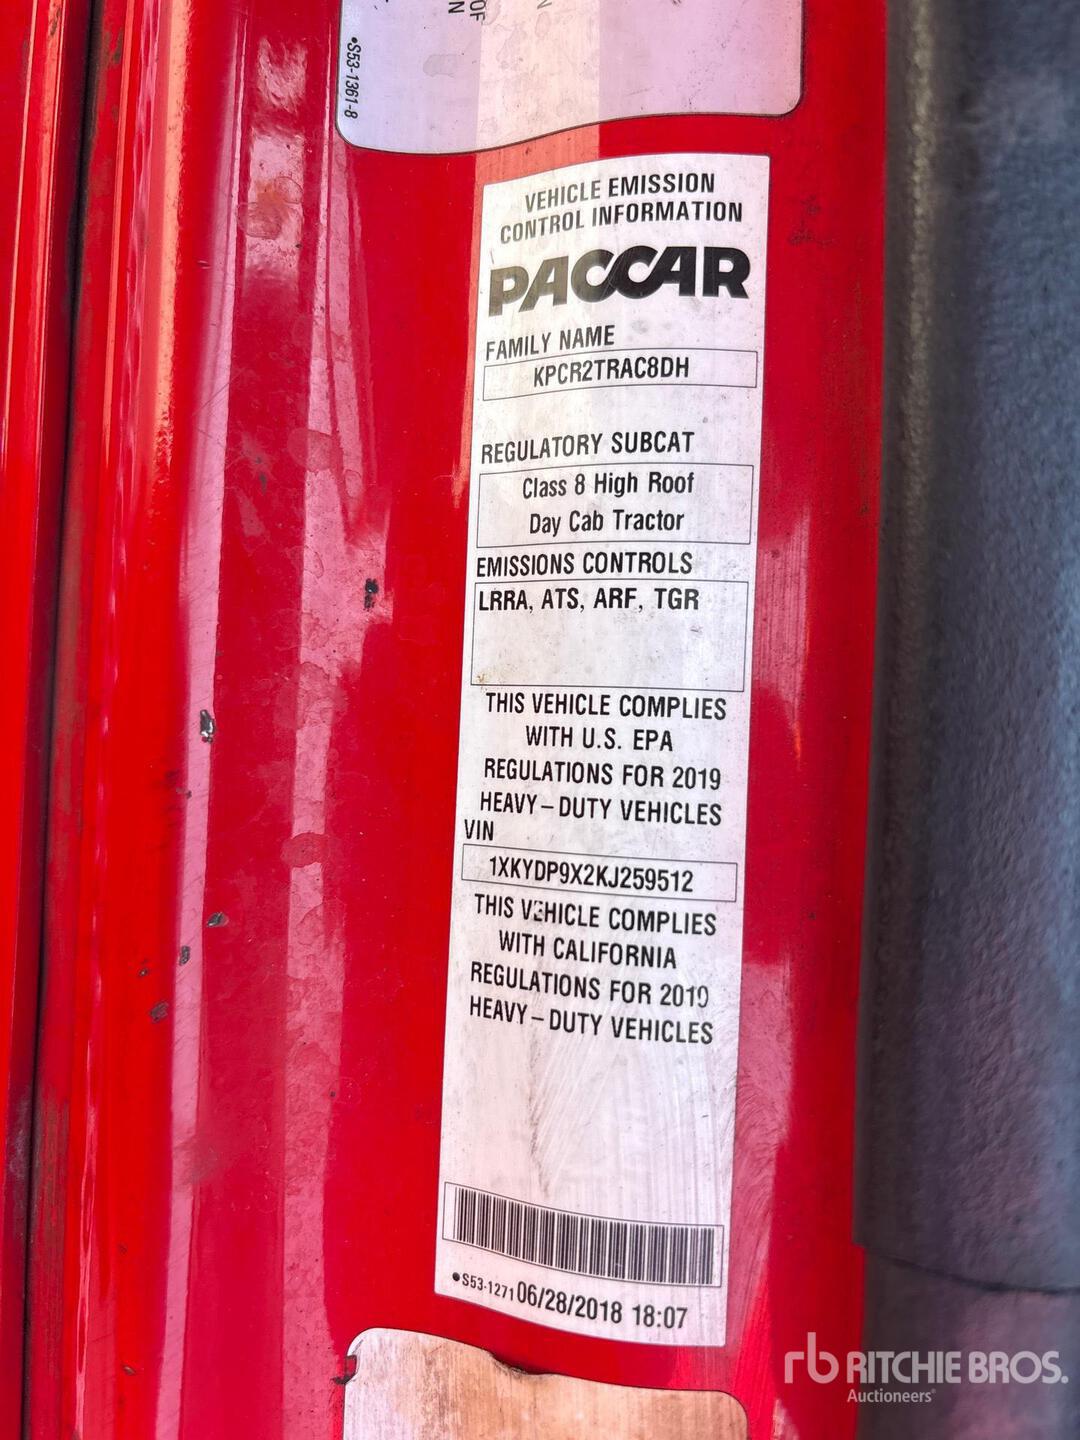 N
OF
N
•S53-1361-8
VEHICLE EMISSION
CONTROL INFORMATION
PACCAR
FAMILY NAME
KPCR2TRAC8DH
REGULATORY SUBCAT
Class 8 High Roof
Day Cab Tractor
EMISSIONS CONTROLS
LRRA, ATS, ARF, TGR
THIS VEHICLE COMPLIES
WITH U.S. EPA
REGULATIONS FOR 2019
HEAVY-DUTY VEHICLES
VIN
1XKYDP9X2KJ259512
THIS VEHICLE COMPLIES
WITH CALIFORNIA
REGULATIONS FOR 2019
HEAVY-DUTY VEHICLES
•S53-1271 06/28/2018 18:07
rb RITCHIE BROS.
Auctioneers